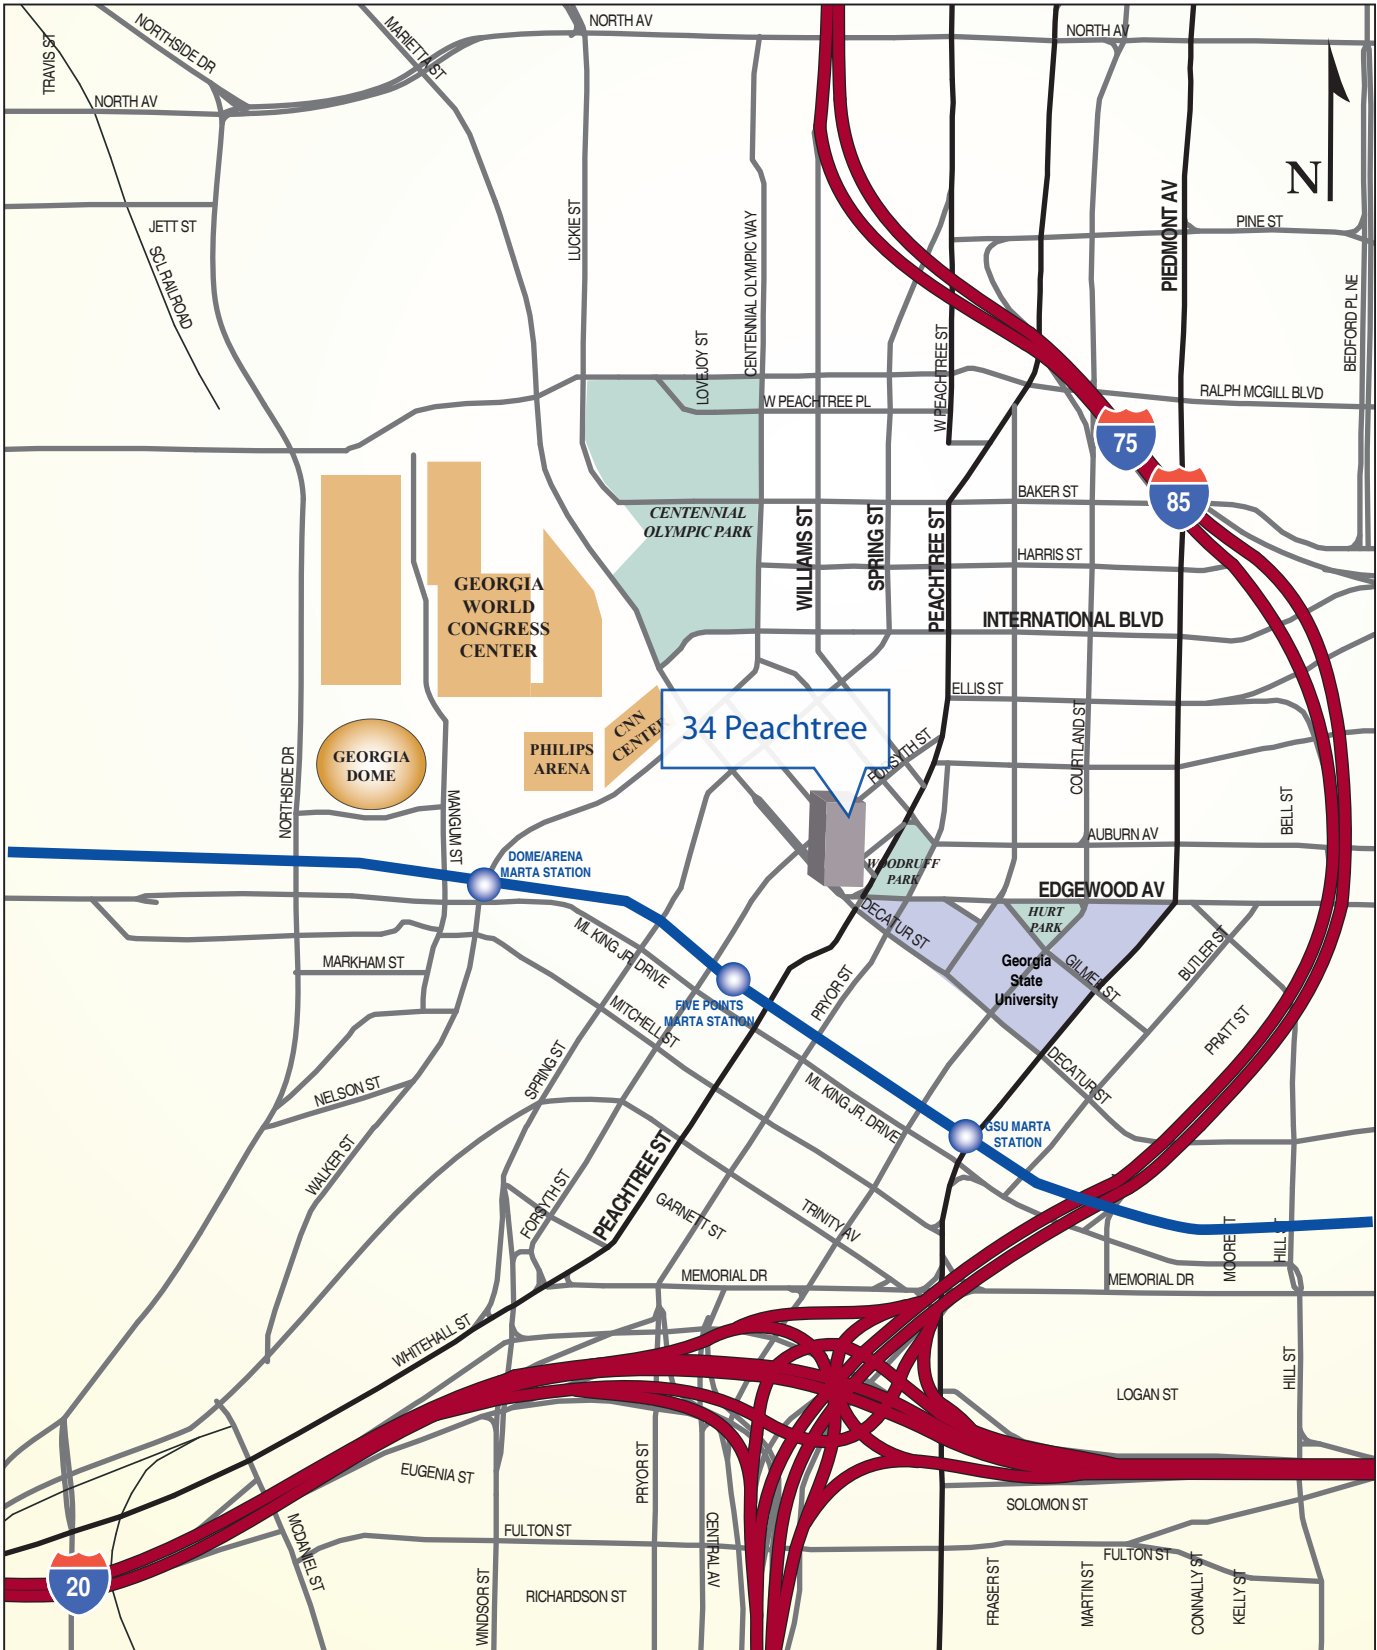 NORTH AV
NORTHSIDE DR
MARIETTA ST
NORTH AV
TRAVIS ST
NORTH AV
N
PIEDMONT AV
PINE ST
JETT ST
LUCKIE ST
CENTENNIAL OLYMPIC WAY
SCL RAILROAD
BEDFORD PL NE
LOVEJOY ST
W PEACHTREE ST
W PEACHTREE PL
RALPH MCGILL BLVD
75
85
BAKER ST
CENTENNIAL
OLYMPIC PARK
WILLIAMS ST
SPRING ST
PEACHTREE ST
HARRIS ST
GEORGIA
WORLD
CONGRESS
CENTER
INTERNATIONAL BLVD
ELLIS ST
CNN
CENTER
34 Peachtree
COURTLAND ST
FORSYTH ST
PHILIPS
ARENA
GEORGIA
DOME
NORTHSIDE DR
MANGUM ST
BELL ST
AUBURN AV
DOME/ARENA
MARTA STATION
WOODRUFF
PARK
EDGEWOOD AV
HURT
PARK
DECATUR ST
ML KING JR. DRIVE
MARKHAM ST
Georgia
State
University
GILMER ST
BUTLER ST
PRYOR ST
FIVE POINTS
MARTA STATION
MITCHELL ST
PRATT ST
SPRING ST
NELSON ST
DECATUR ST
ML KING JR. DRIVE
GSU MARTA
STATION
WALKER ST
PEACHTREE ST
FORSYTH ST
GARNETT ST
TRINITY AV
MOORE ST
HILL ST
MEMORIAL DR
MEMORIAL DR
WHITEHALL ST
HILL ST
LOGAN ST
EUGENIA ST
PRYOR ST
SOLOMON ST
MCDANIEL ST
FULTON ST
CENTRAL AV
FULTON ST
20
WINDSOR ST
RICHARDSON ST
FRASER ST
MARTIN ST
CONNALLY ST
KELLY ST